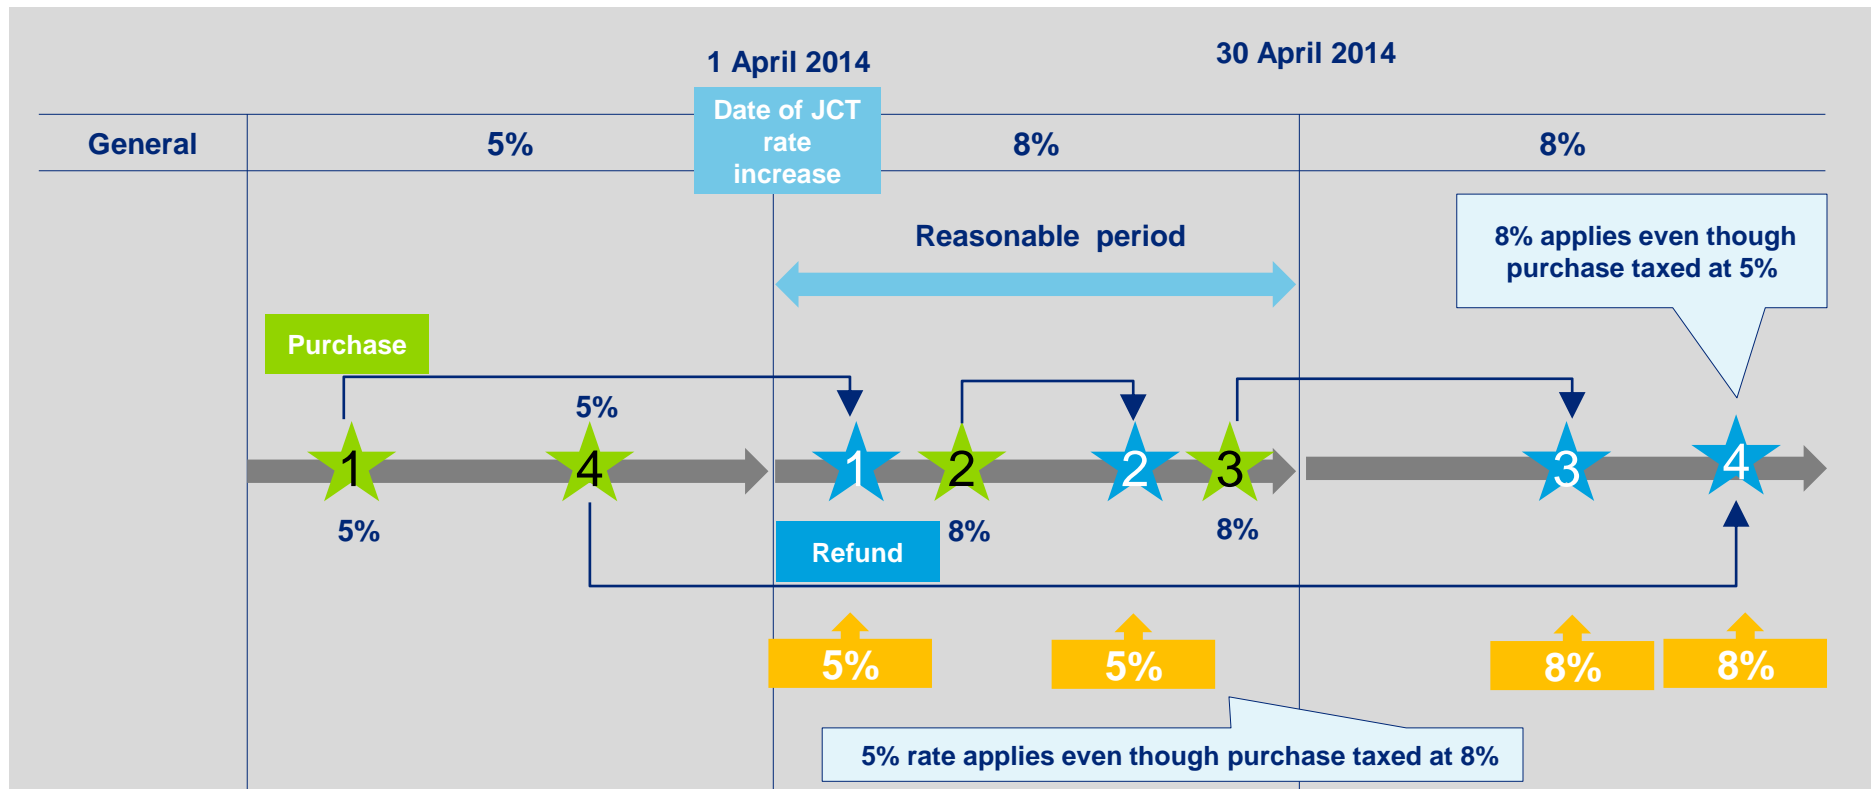 1 April 2014
30 April 2014
General
5%
Date of JCT
rate
increase
8%
8%
Reasonable period
8% applies even though
purchase taxed at 5%
Purchase
5%
1
4
1
2
2
3
3
4
5%
8%
8%
Refund
5%
5%
8%
8%
5% rate applies even though purchase taxed at 8%